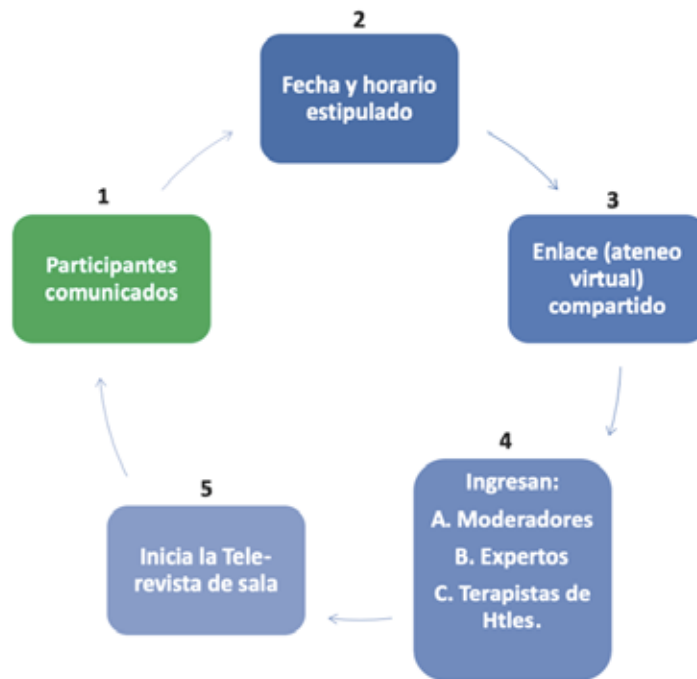 1
Participantes
comunicados
2
Fecha y horario
estipulado
3
Enlace (ateneo
virtual)
compartido
4
Ingresan:
A. Moderadores
B. Expertos
C. Terapistas de
Htles.
5
Inicia la Tele-
revista de sala